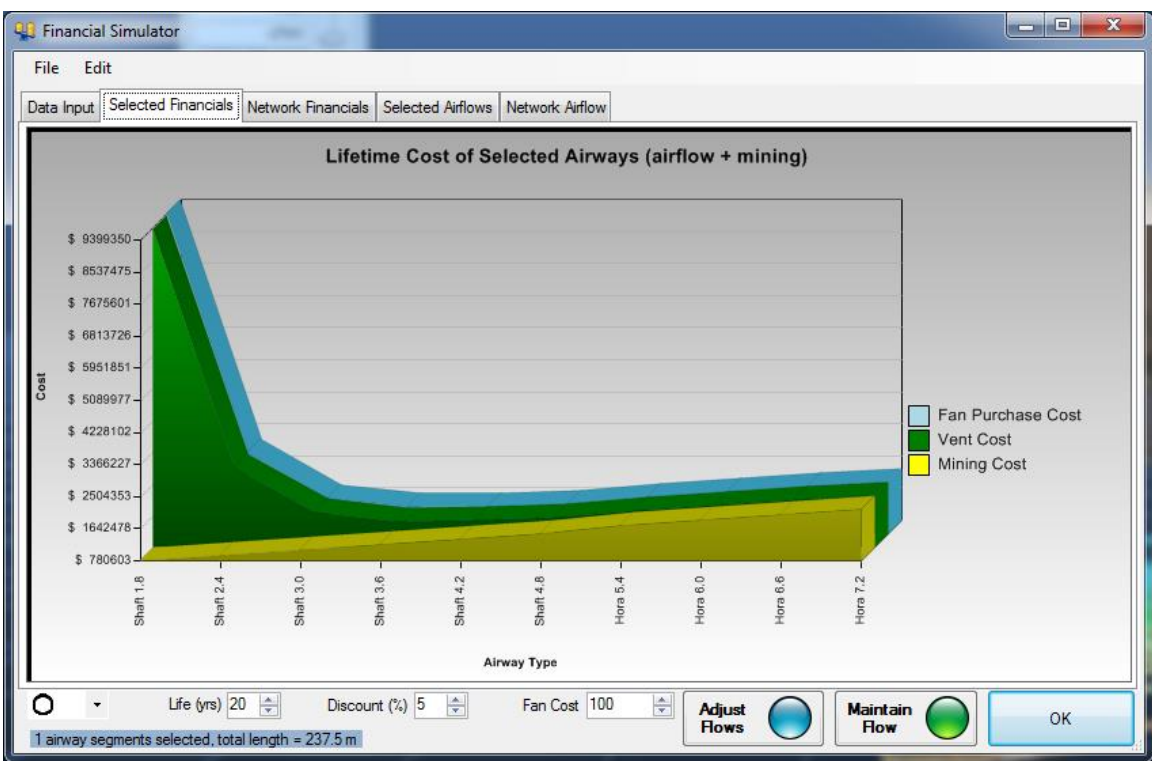 Financial Simulator
File Edit
Data Input Selected Financials Network Financials Selected Airflows Network Airflow
Lifetime Cost of Selected Airways (airflow + mining)
$ 9399350
$ 8537475
$ 7675601
$ 6813726
$ 5951851
$ 5089977
$ 4228102
$ 3366227
$ 2504353
$ 1642478
$ 780603
Cost
Fan Purchase Cost
Vent Cost
Mining Cost
Shaft 1.8
Shaft 2.4
Shaft 3.0
Shaft 3.6
Shaft 4.2
Shaft 4.8
Hora 5.4
Hora 6.0
Hora 6.6
Hora 7.2
Airway Type
Life (yrs) 20 Discount (%) 5 Fan Cost 100
Adjust Flows
Maintain Flow
OK
1 airway segments selected, total length = 237.5 m